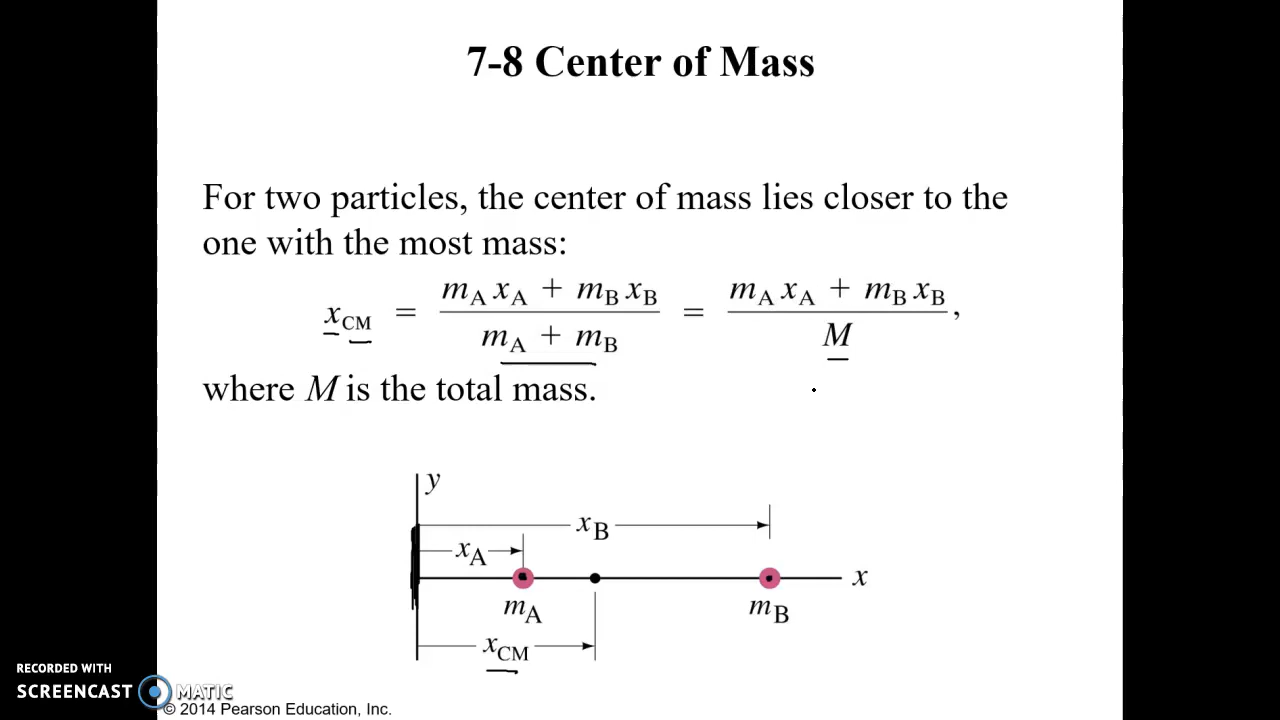 7-8 Center of Mass
For two particles, the center of mass lies closer to the
one with the most mass:
x_CM = (m_A x_A + m_B x_B) / (m_A + m_B) = (m_A x_A + m_B x_B) / M,
where M is the total mass.
y
x_B
x_A
x
m_A m_B
x_CM
RECORDED WITH
SCREENCAST MATIC
© 2014 Pearson Education, Inc.